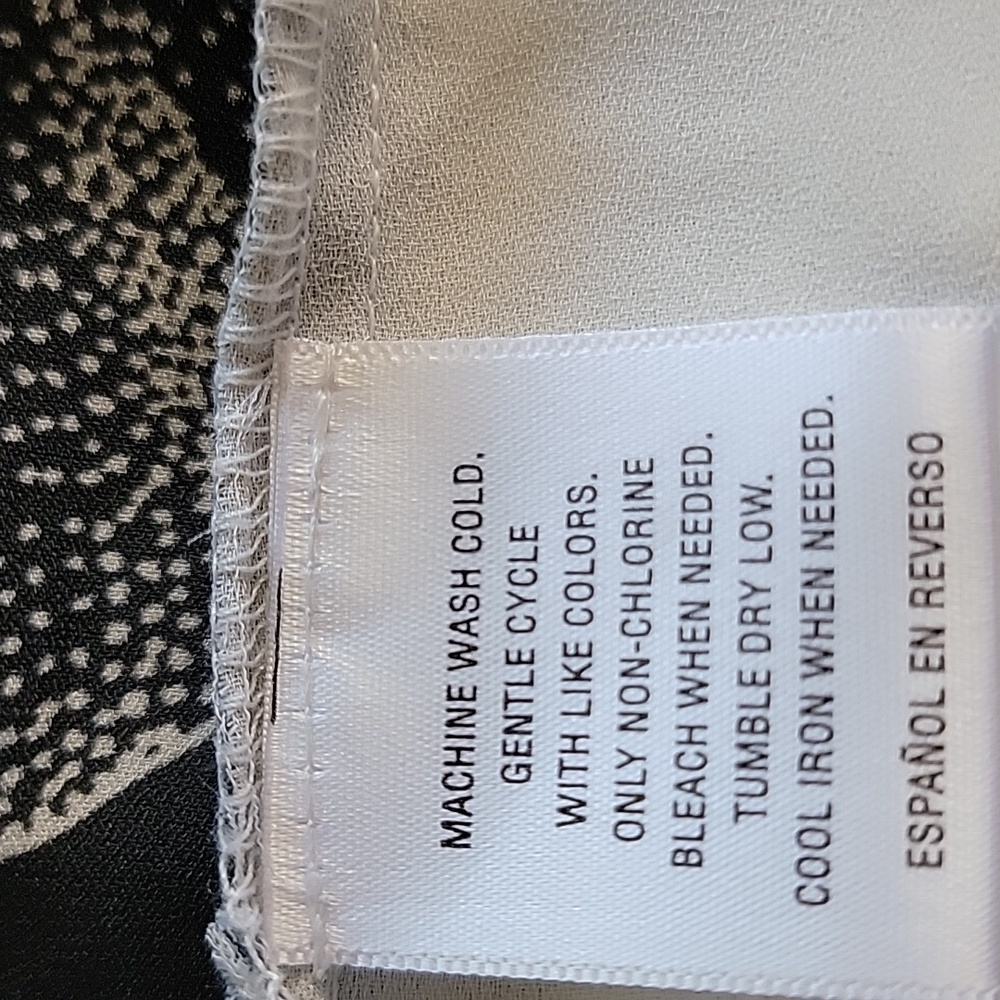 MACHINE WASH COLD.
GENTLE CYCLE
WITH LIKE COLORS.
ONLY NON-CHLORINE
BLEACH WHEN NEEDED.
TUMBLE DRY LOW.
COOL IRON WHEN NEEDED.
ESPAÑOL EN REVERSO